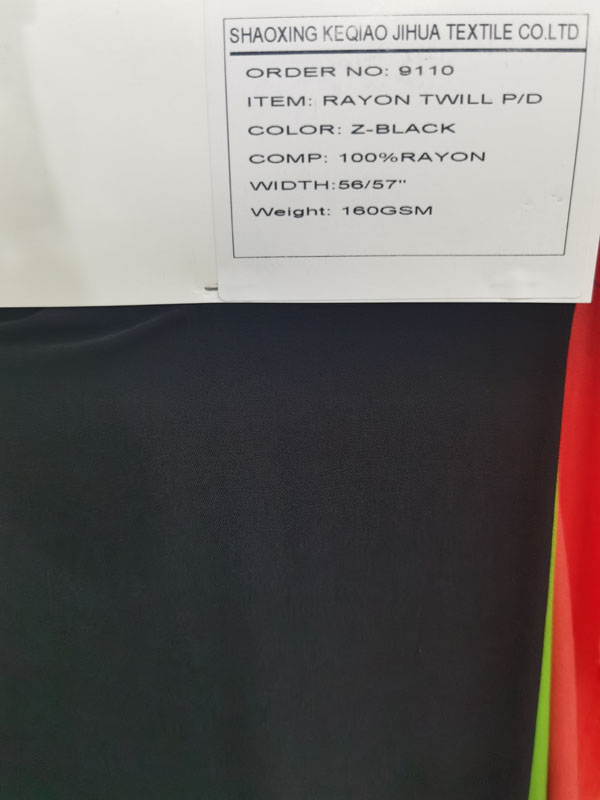 SHAOXING KEQIAO JIHUA TEXTILE CO.LTD
ORDER NO: 9110
ITEM: RAYON TWILL P/D
COLOR: Z-BLACK
COMP: 100%RAYON
WIDTH:56/57"
Weight: 160GSM